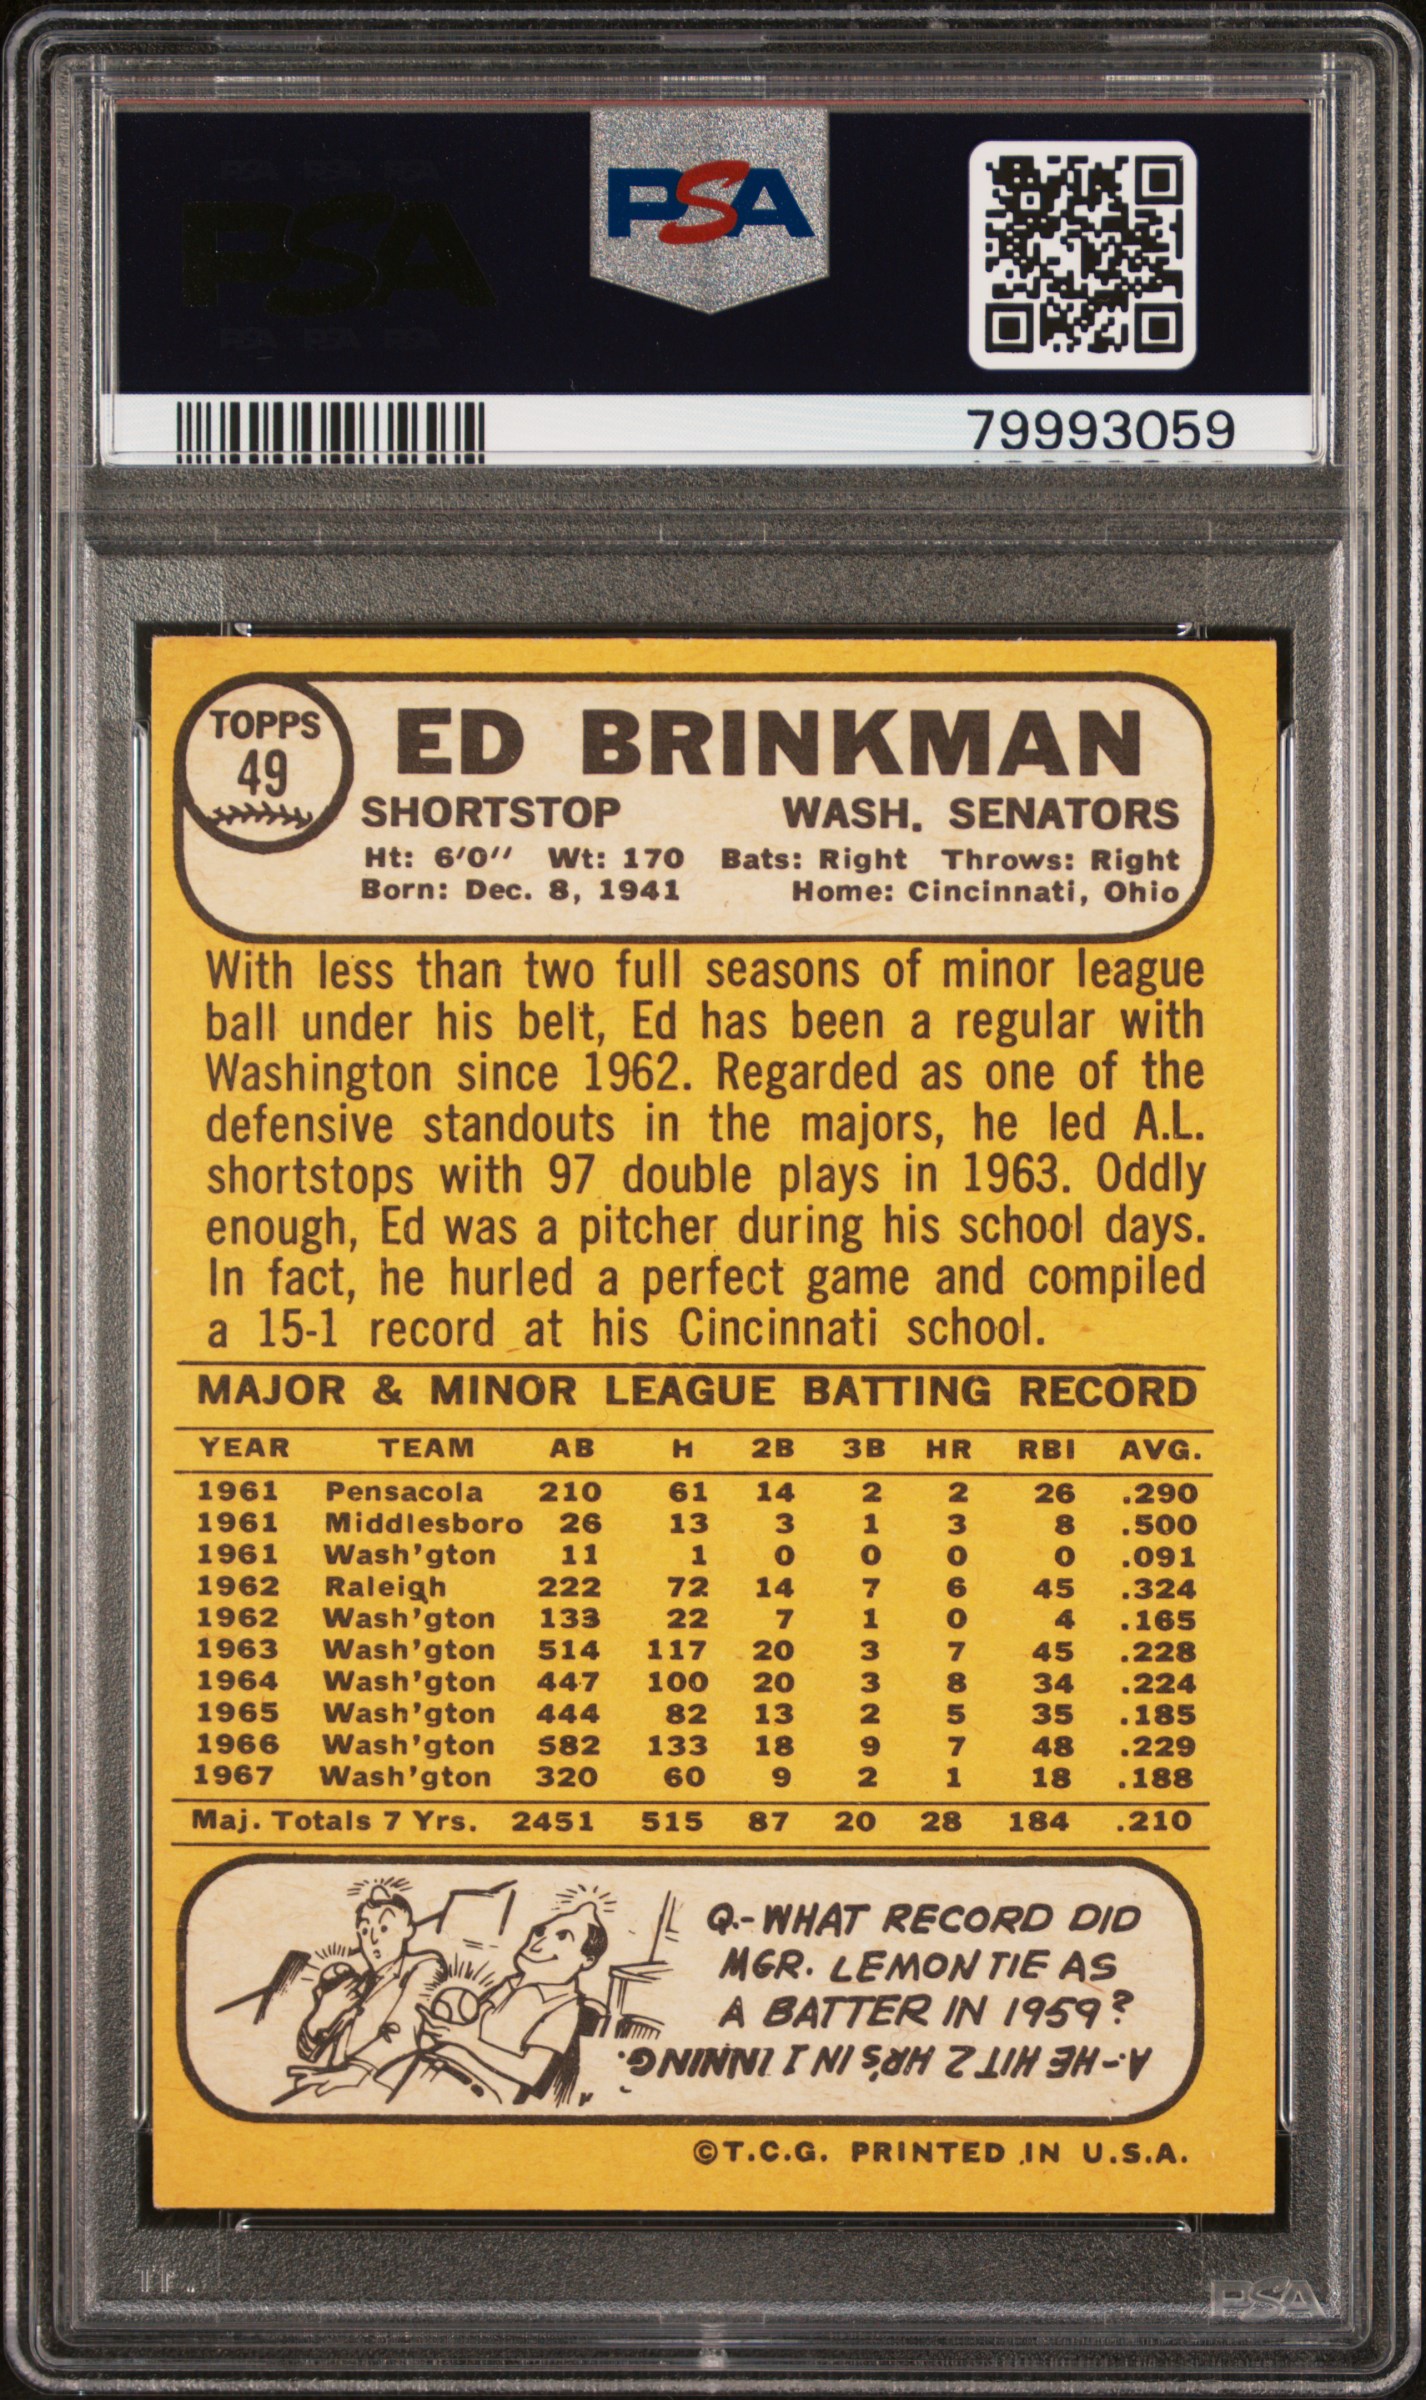 PSA PSA PSA
PSA
PSA
PSA PSA PSA
79993059
TOPPS
49
ED BRINKMAN
SHORTSTOP WASH. SENATORS
Ht: 6'0'' Wt: 170 Bats: Right Throws: Right
Born: Dec. 8, 1941 Home: Cincinnati, Ohio
With less than two full seasons of minor league
ball under his belt, Ed has been a regular with
Washington since 1962. Regarded as one of the
defensive standouts in the majors, he led A.L.
shortstops with 97 double plays in 1963. Oddly
enough, Ed was a pitcher during his school days.
In fact, he hurled a perfect game and compiled
a 15-1 record at his Cincinnati school.
MAJOR & MINOR LEAGUE BATTING RECORD
YEAR TEAM AB H 2B 3B HR RBI AVG.
1961 Pensacola 210 61 14 2 2 26 .290
1961 Middlesboro 26 13 3 1 3 8 .500
1961 Wash'gton 11 1 0 0 0 0 .091
1962 Raleigh 222 72 14 7 6 45 .324
1962 Wash'gton 133 22 7 1 0 4 .165
1963 Wash'gton 514 117 20 3 7 45 .228
1964 Wash'gton 447 100 20 3 8 34 .224
1965 Wash'gton 444 82 13 2 5 35 .185
1966 Wash'gton 582 133 18 9 7 48 .229
1967 Wash'gton 320 60 9 2 1 18 .188
Maj. Totals 7 Yrs. 2451 515 87 20 28 184 .210
Q.-WHAT RECORD DID
MGR. LEMON TIE AS
A BATTER IN 1959?
A.-HE HIT 2 HR'S IN 1 INNING.
©T.C.G. PRINTED IN U.S.A.
PSA